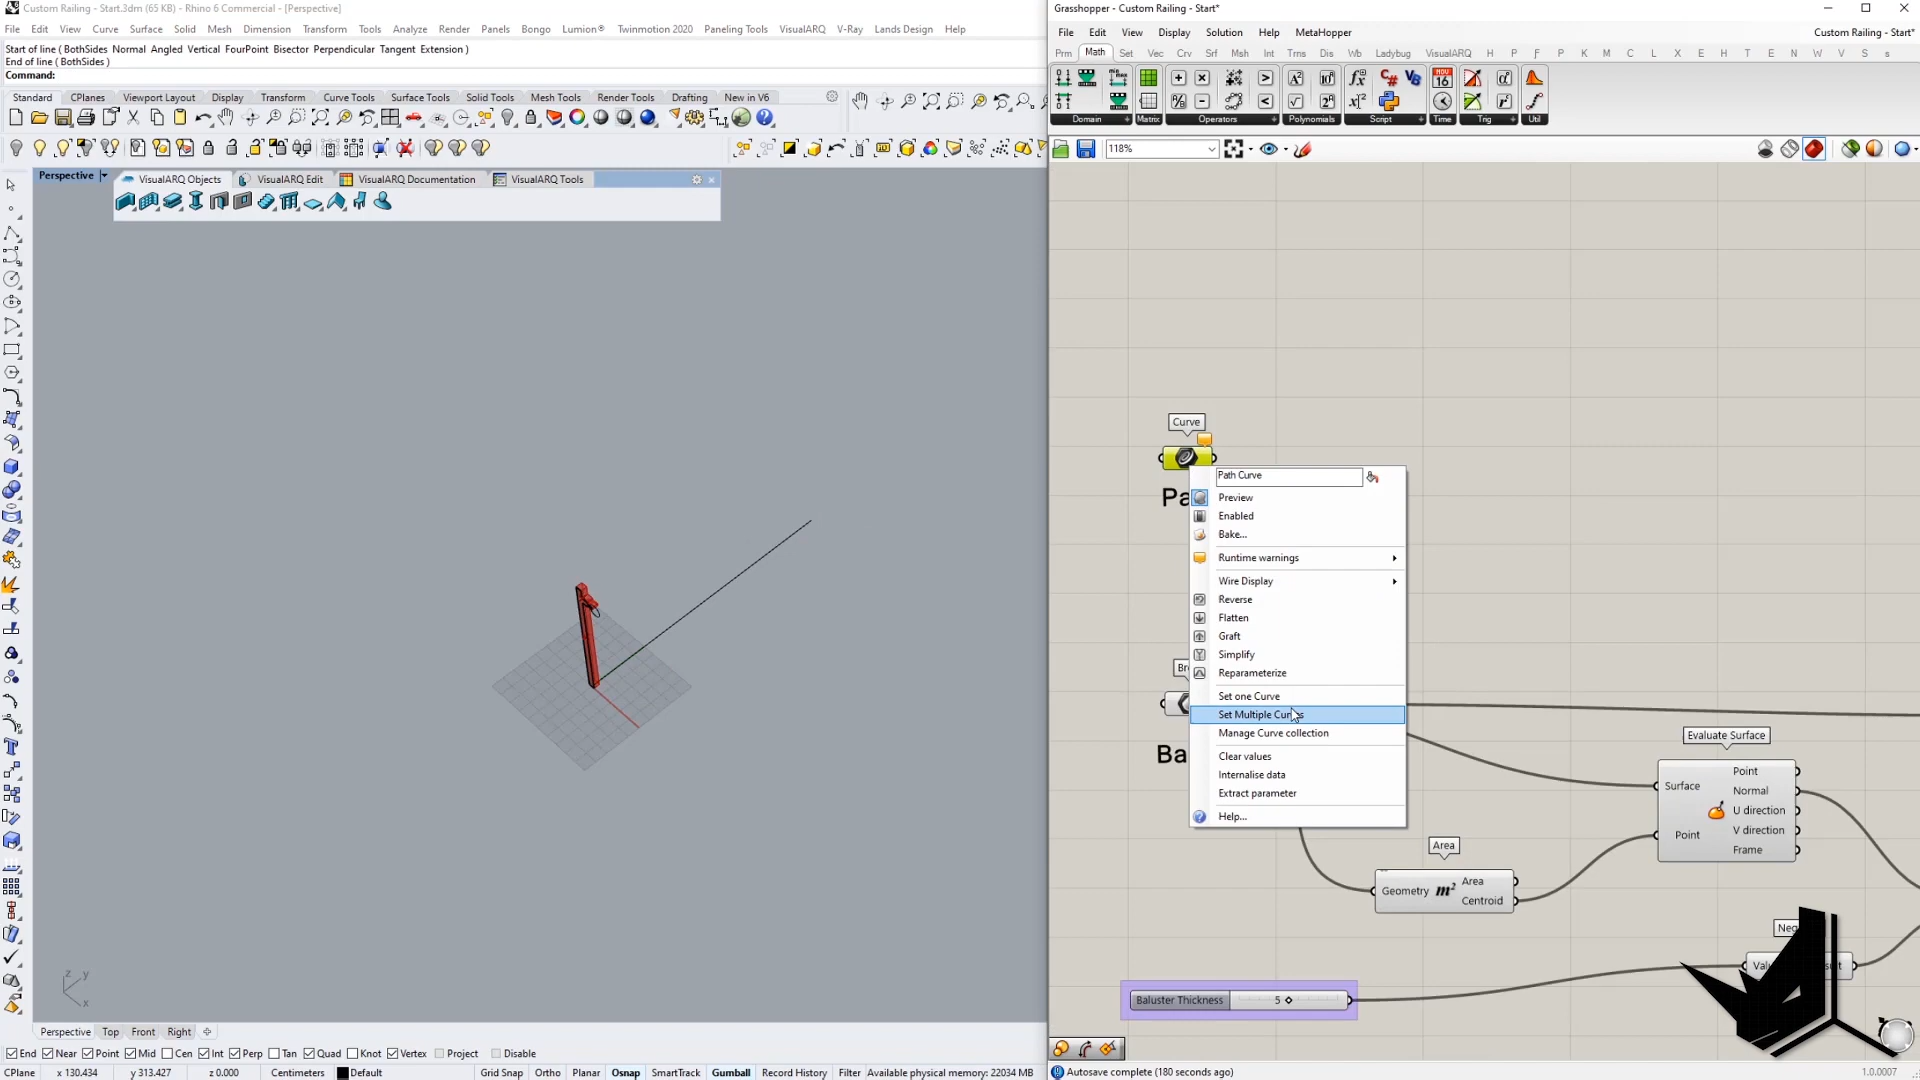 Custom Railing - Start.3dm (65 KB) - Rhino 6 Commercial - [Perspective]
File Edit View Curve Surface Solid Mesh Dimension Transform Tools Analyze Render Panels Bongo Lumion® Twinmotion 2020 Paneling Tools VisualARQ V-Ray Lands Design Help
Start of line ( BothSides Normal Angled Vertical FourPoint Bisector Perpendicular Tangent Extension )
End of line ( BothSides )
Command:
Standard CPlanes Viewport Layout Display Transform Curve Tools Surface Tools Solid Tools Mesh Tools Render Tools Drafting New in V6
Perspective
VisualARQ Objects VisualARQ Edit VisualARQ Documentation VisualARQ Tools
z y
x
Perspective Top Front Right
End Near Point Mid Cen Int Perp Tan Quad Knot Vertex Project Disable
CPlane x 130.434 y 313.427 z 0.000 Centimeters Default Grid Snap Ortho Planar Osnap SmartTrack Gumball Record History Filter Available physical memory: 22034 MB
Grasshopper - Custom Railing - Start*
File Edit View Display Solution Help MetaHopper Custom Railing - Start*
Prm Math Set Vec Crv Srf Msh Int Trns Dis Wb Ladybug VisualARQ H P F P K M E N W V S s
Domain Matrix Operators Polynomials Script Time Trig Util
118%
Curve
Pa
Path Curve
Preview
Enabled
Bake...
Runtime warnings
Wire Display
Reverse
Flatten
Graft
Simplify
Reparameterize
Set one Curve
Set Multiple Curves
Manage Curve collection
Clear values
Internalise data
Extract parameter
Help...
Br
Ba
Evaluate Surface
Surface
Point
Point
Normal
U direction
V direction
Frame
Area
Geometry m²
Area
Centroid
Neg
Val
Baluster Thickness 5
Autosave complete (180 seconds ago) 1.0.0007